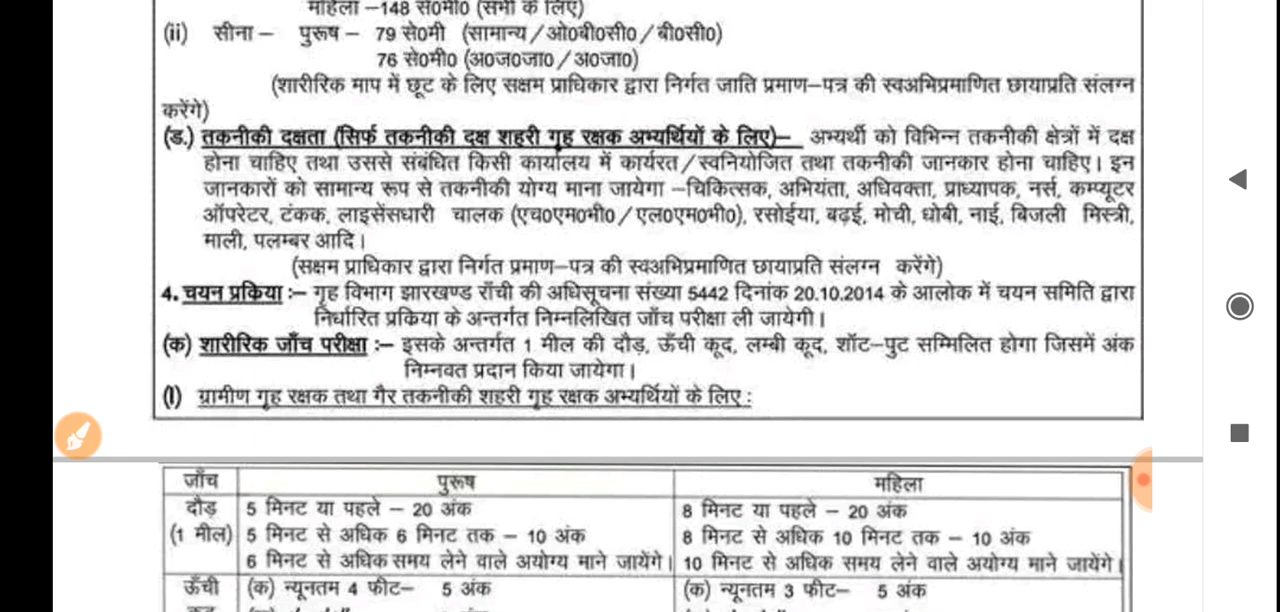 महिला –148 से0मी0 (सभी के लिए)
(ii) सीना – पुरूष – 79 से0मी (सामान्य/ओ0बी0सी0/बी0सी0)
76 से0मी0 (अ0ज0जा0/अ0जा0)
(शारीरिक माप में छूट के लिए सक्षम प्राधिकार द्वारा निर्गत जाति प्रमाण–पत्र की स्वअभिप्रमाणित छायाप्रति संलग्न
करेंगे)
(ड.) तकनीकी दक्षता (सिर्फ तकनीकी दक्ष शहरी गृह रक्षक अभ्यर्थियों के लिए)– अभ्यर्थी को विभिन्न तकनीकी क्षेत्रों में दक्ष
होना चाहिए तथा उससे संबंधित किसी कार्यालय में कार्यरत/स्वनियोजित तथा तकनीकी जानकार होना चाहिए। इन
जानकारों को सामान्य रूप से तकनीकी योग्य माना जायेगा –चिकित्सक, अभियंता, अधिवक्ता, प्राध्यापक, नर्स, कम्प्यूटर
ऑपरेटर, टंकक, लाइसेंसधारी चालक (एच0एम0भी0/एल0एम0भी0), रसोईया, बढ़ई, मोची, धोबी, नाई, बिजली मिस्त्री,
माली, पलम्बर आदि।
(सक्षम प्राधिकार द्वारा निर्गत प्रमाण–पत्र की स्वअभिप्रमाणित छायाप्रति संलग्न करेंगे)
4. चयन प्रकिया :– गृह विभाग झारखण्ड राँची की अधिसूचना संख्या 5442 दिनांक 20.10.2014 के आलोक में चयन समिति द्वारा
निर्धारित प्रकिया के अन्तर्गत निम्नलिखित जाँच परीक्षा ली जायेगी।
(क) शारीरिक जाँच परीक्षा :– इसके अन्तर्गत 1 मील की दौड़, ऊँची कूद, लम्बी कूद, शॉट–पुट सम्मिलित होगा जिसमें अंक
निम्नवत प्रदान किया जायेगा।
(I) ग्रामीण गृह रक्षक तथा गैर तकनीकी शहरी गृह रक्षक अभ्यर्थियों के लिए :
जाँच पुरूष महिला
दौड़ 5 मिनट या पहले – 20 अंक 8 मिनट या पहले – 20 अंक
(1 मील) 5 मिनट से अधिक 6 मिनट तक – 10 अंक 8 मिनट से अधिक 10 मिनट तक – 10 अंक
6 मिनट से अधिक समय लेने वाले अयोग्य माने जायेंगे। 10 मिनट से अधिक समय लेने वाले अयोग्य माने जायेंगे।
ऊँची (क) न्यूनतम 4 फीट– 5 अंक (क) न्यूनतम 3 फीट– 5 अंक